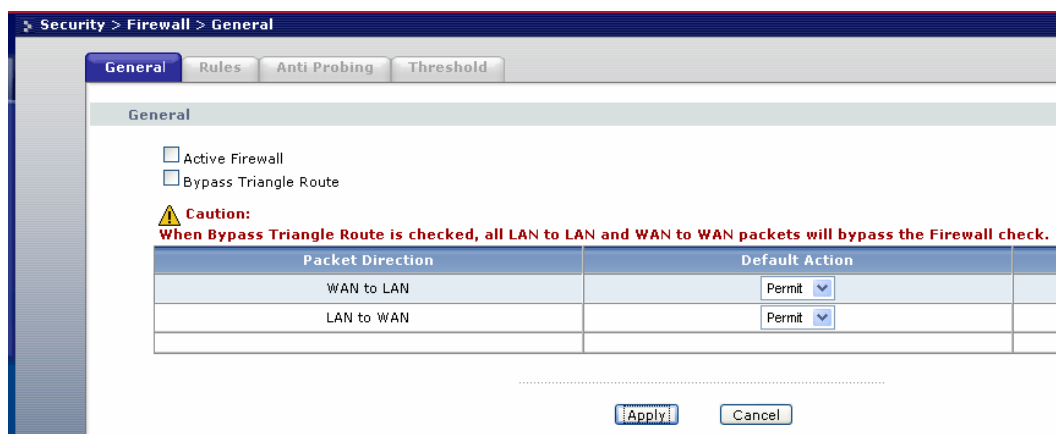 Security > Firewall > General
General Rules Anti Probing Threshold
General
Active Firewall
Bypass Triangle Route
Caution:
When Bypass Triangle Route is checked, all LAN to LAN and WAN to WAN packets will bypass the Firewall check.
Packet Direction Default Action
WAN to LAN Permit
LAN to WAN Permit
Apply Cancel